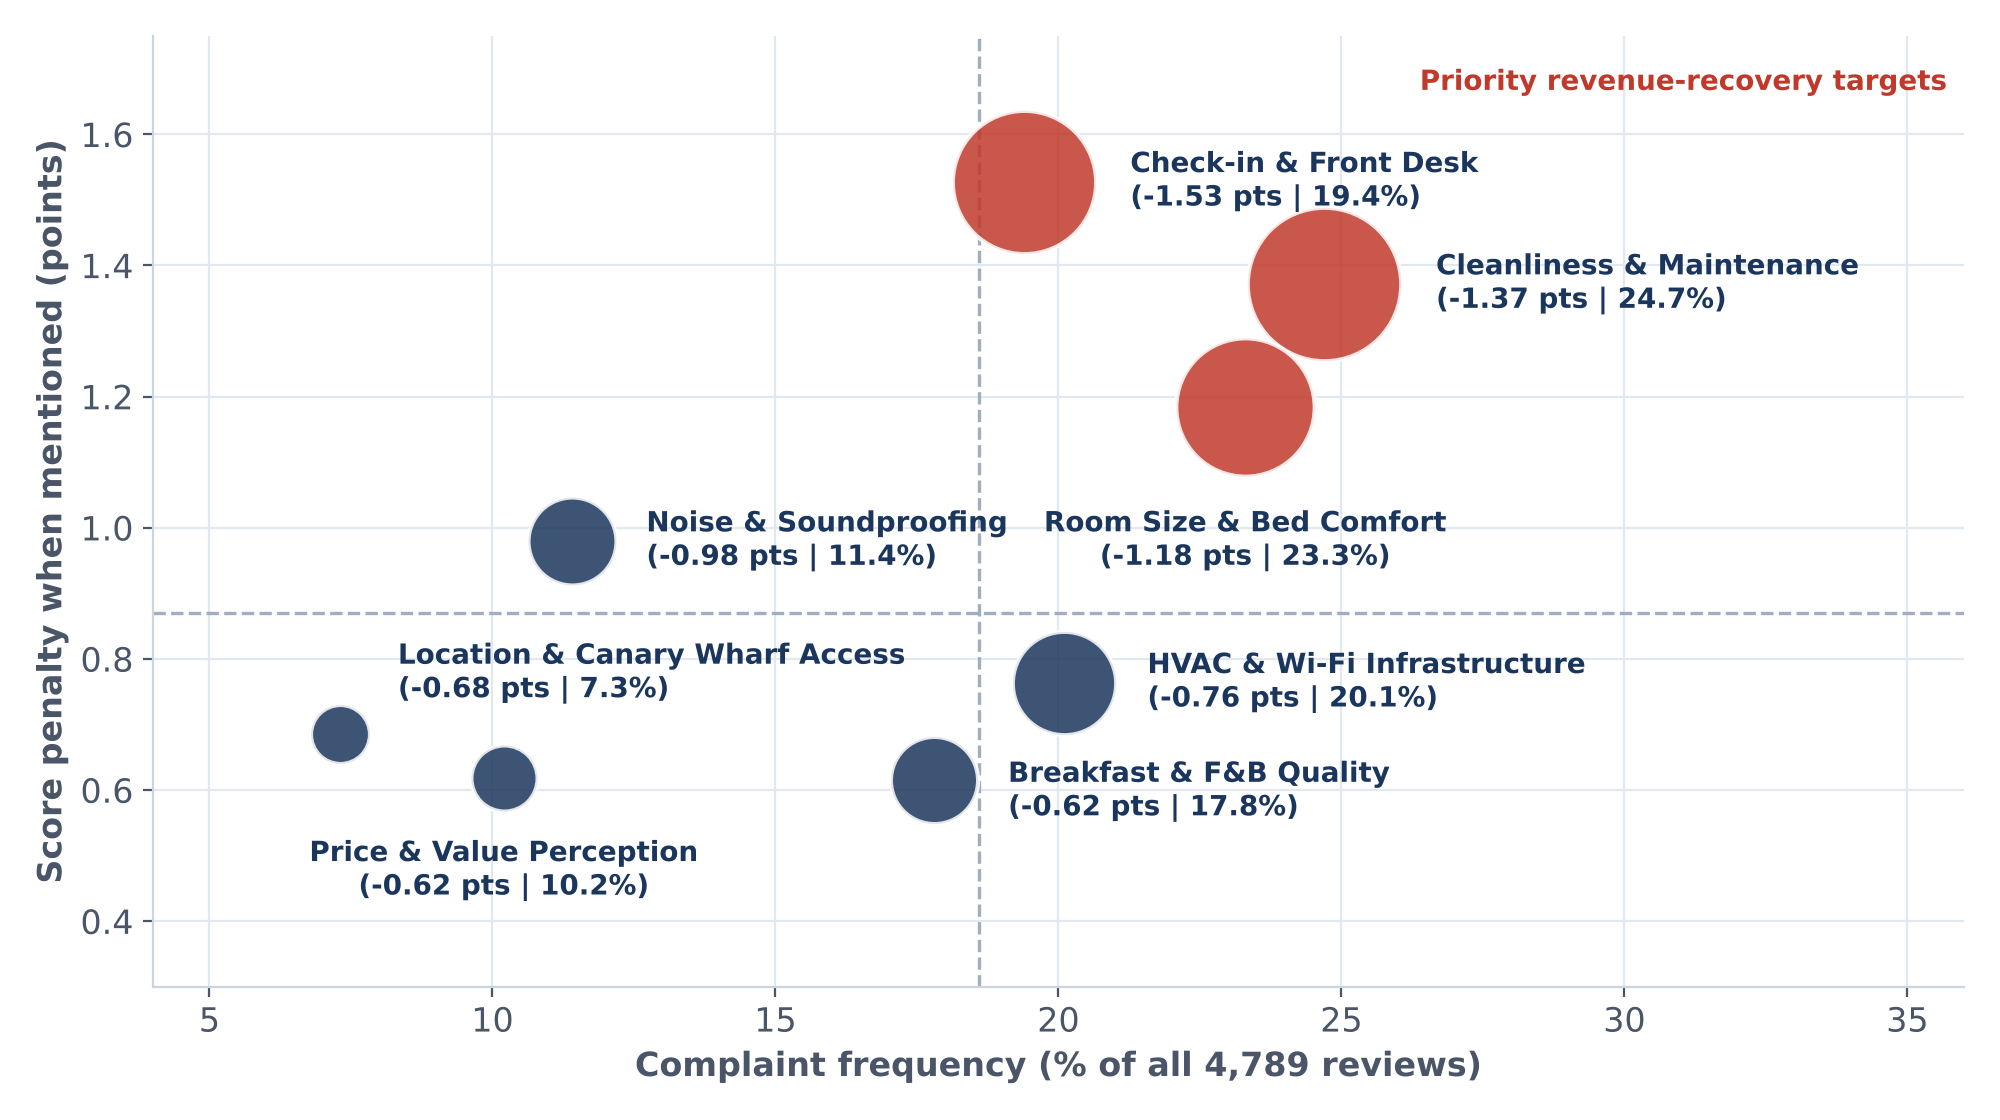 Priority revenue-recovery targets
1.6
Check-in & Front Desk
(-1.53 pts | 19.4%)
1.4
Cleanliness & Maintenance
(-1.37 pts | 24.7%)
1.2
1.0
Noise & Soundproofing
(-0.98 pts | 11.4%)
Room Size & Bed Comfort
(-1.18 pts | 23.3%)
0.8
Location & Canary Wharf Access
(-0.68 pts | 7.3%)
HVAC & Wi-Fi Infrastructure
(-0.76 pts | 20.1%)
0.6
Breakfast & F&B Quality
(-0.62 pts | 17.8%)
Price & Value Perception
(-0.62 pts | 10.2%)
0.4
Score penalty when mentioned (points)
5 10 15 20 25 30 35
Complaint frequency (% of all 4,789 reviews)